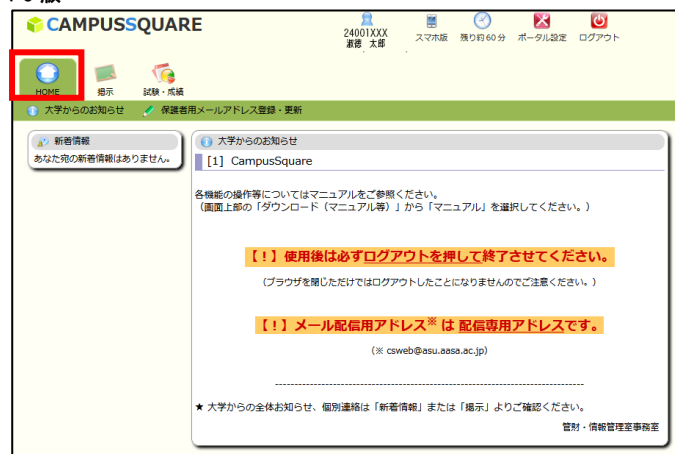 CAMPUSSQUARE
24001XXX
淑徳 太郎
スマホ版
残り約60分
ポータル設定
ログアウト
HOME
掲示
試験・成績
大学からのお知らせ
保護者用メールアドレス登録・更新
新着情報
あなた宛の新着情報はありません。
大学からのお知らせ
[1] CampusSquare
各機能の操作等についてはマニュアルをご参照ください。
（画面上部の「ダウンロード（マニュアル等）」から「マニュアル」を選択してください。）
【！】使用後は必ずログアウトを押して終了させてください。
（ブラウザを閉じただけではログアウトしたことになりませんのでご注意ください。）
【！】メール配信用アドレス※ は 配信専用アドレスです。
（※ csweb@asu.aasa.ac.jp）
--------------------------------------------------------------------------------
★ 大学からの全体お知らせ、個別連絡は「新着情報」または「掲示」よりご確認ください。
管財・情報管理室事務室